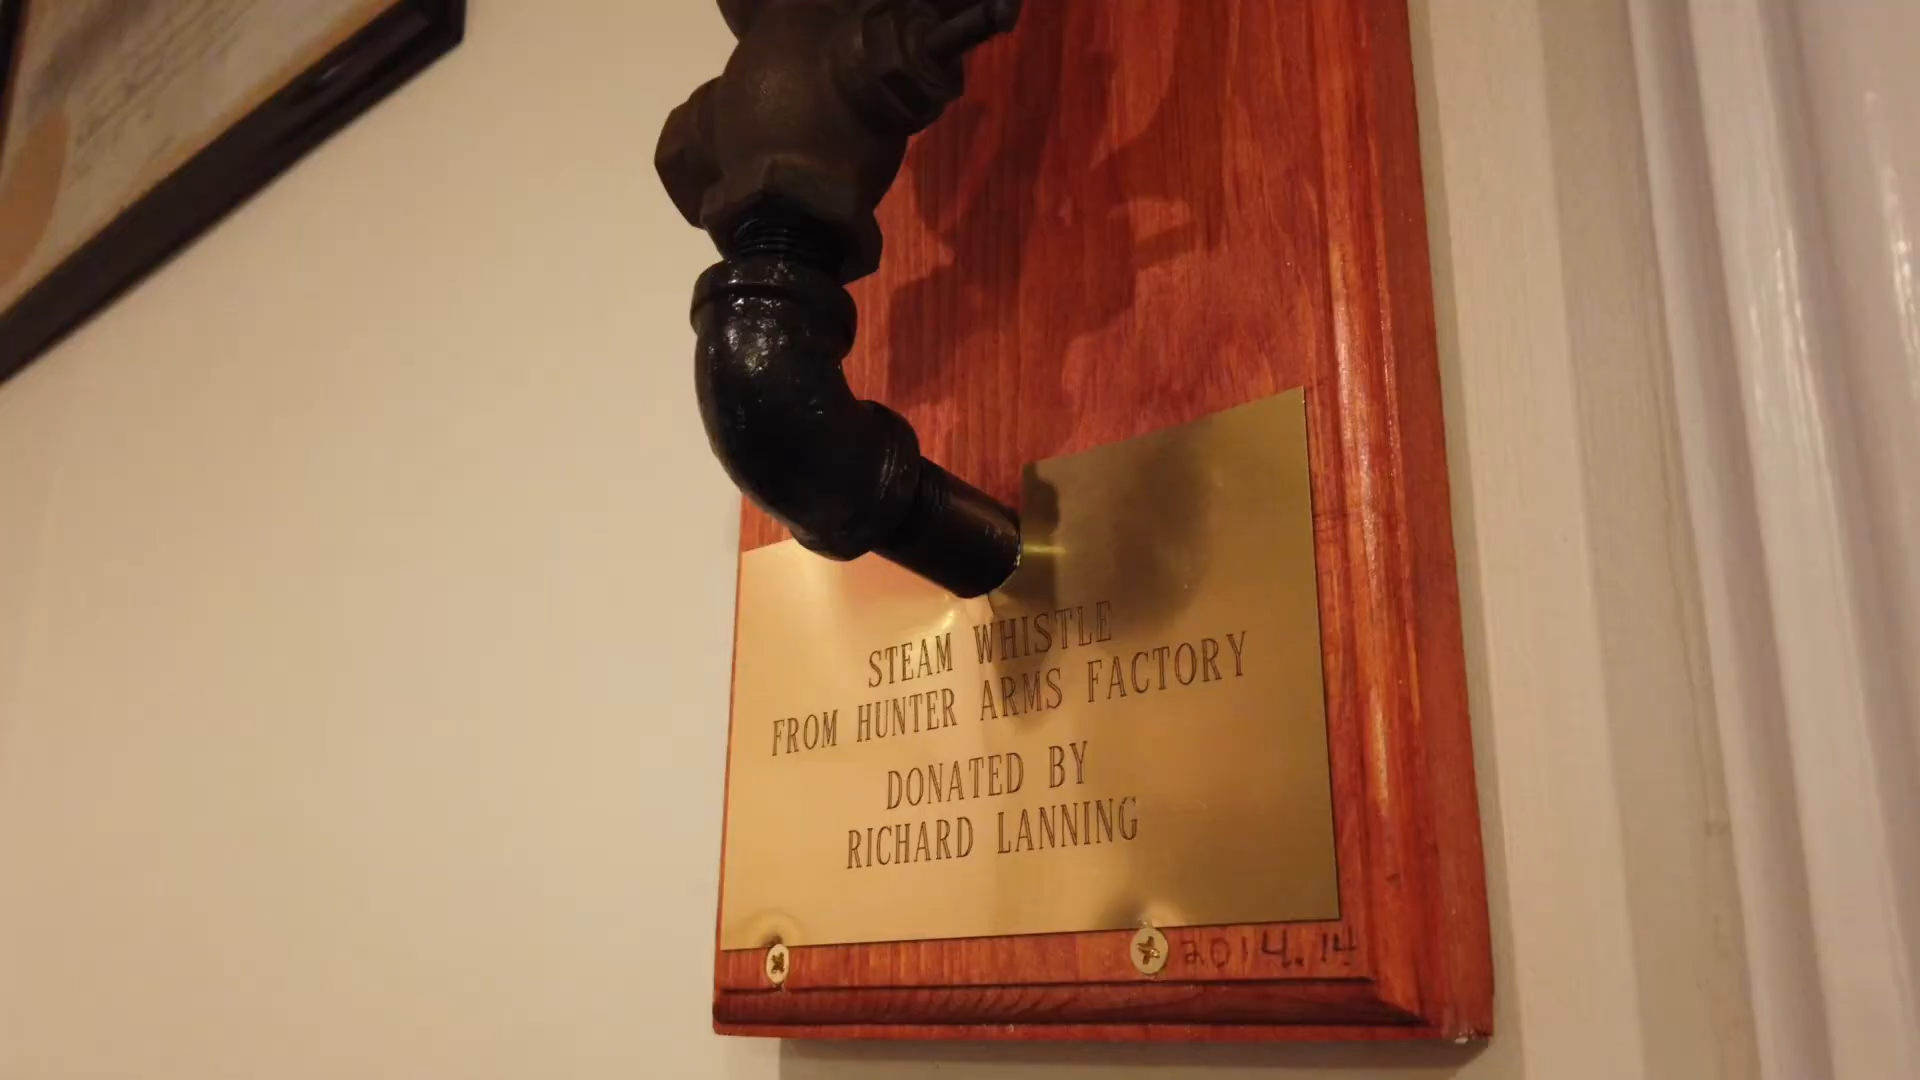 STEAM WHISTLE
FROM HUNTER ARMS FACTORY
DONATED BY
RICHARD LANNING
2014.14